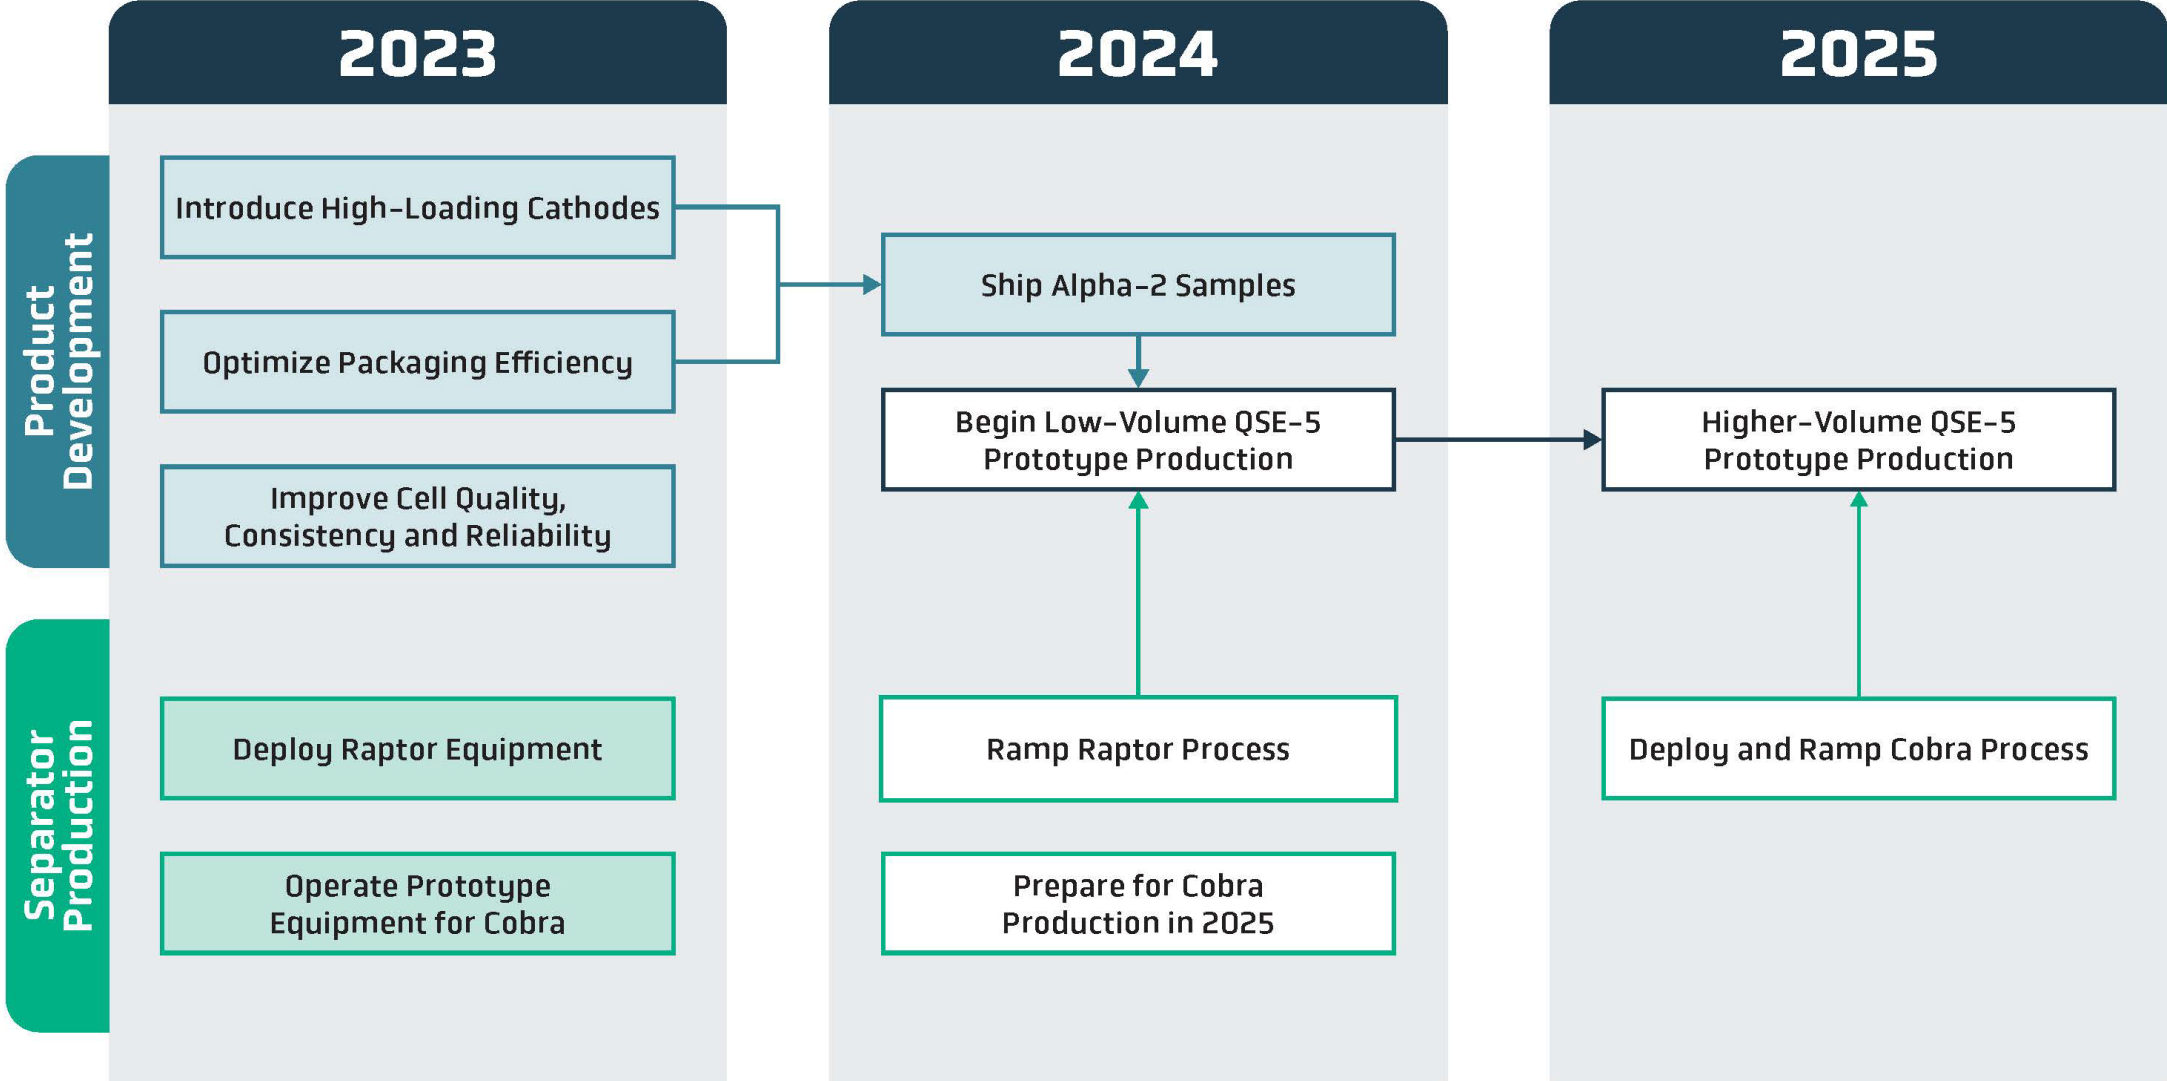 2023
2024
2025
Product
Development
Introduce High-Loading Cathodes
Optimize Packaging Efficiency
Improve Cell Quality,
Consistency and Reliability
Ship Alpha-2 Samples
Begin Low-Volume QSE-5
Prototype Production
Higher-Volume QSE-5
Prototype Production
Separator
Production
Deploy Raptor Equipment
Operate Prototype
Equipment for Cobra
Ramp Raptor Process
Prepare for Cobra
Production in 2025
Deploy and Ramp Cobra Process